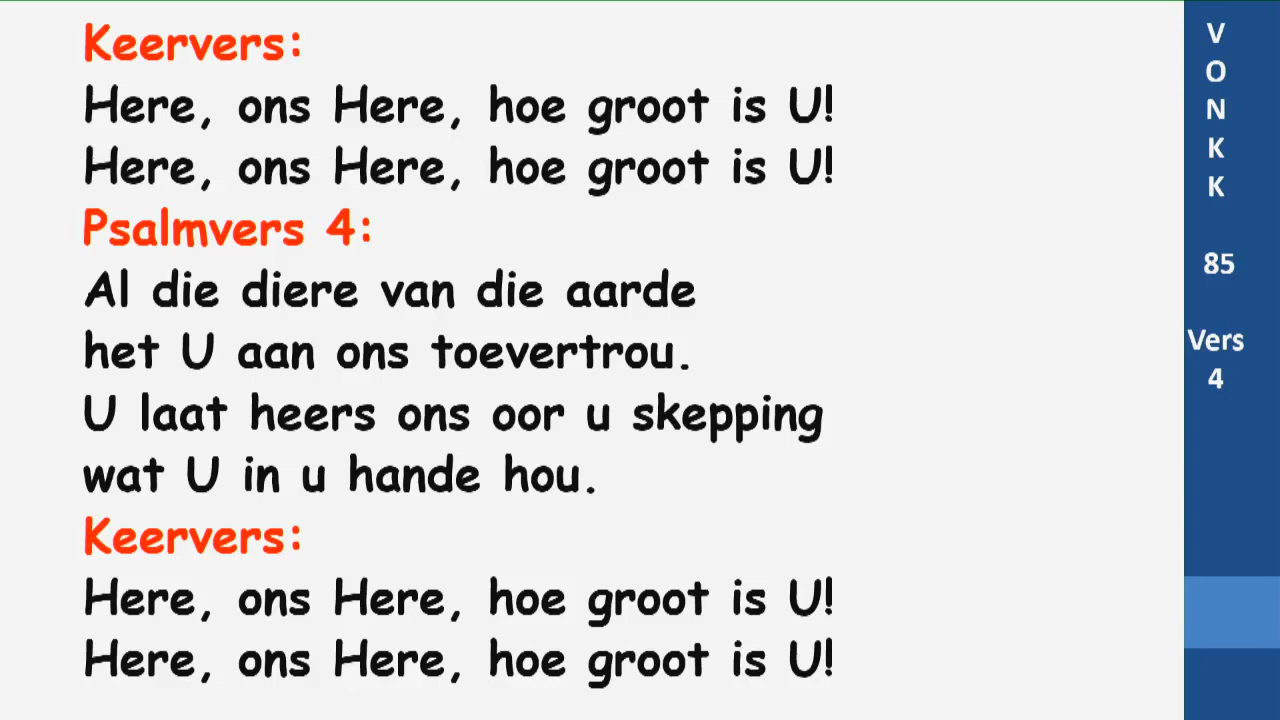 Keervers:
Here, ons Here, hoe groot is U!
Here, ons Here, hoe groot is U!
Psalmvers 4:
Al die diere van die aarde
het U aan ons toevertrou.
U laat heers ons oor u skepping
wat U in u hande hou.
Keervers:
Here, ons Here, hoe groot is U!
Here, ons Here, hoe groot is U!
V
O
N
K
K
85
Vers
4